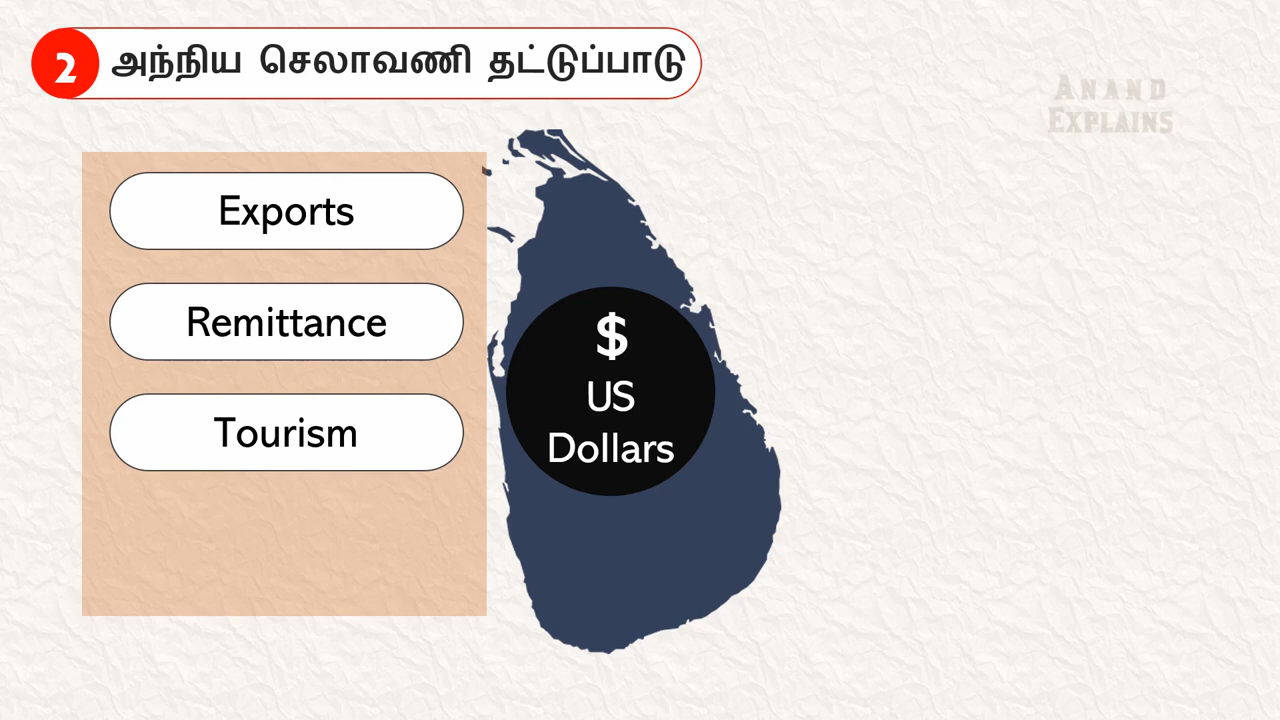 2 அந்நிய செலாவணி தட்டுப்பாடு
ANAND
EXPLAINS
Exports
Remittance
Tourism
$
US
Dollars